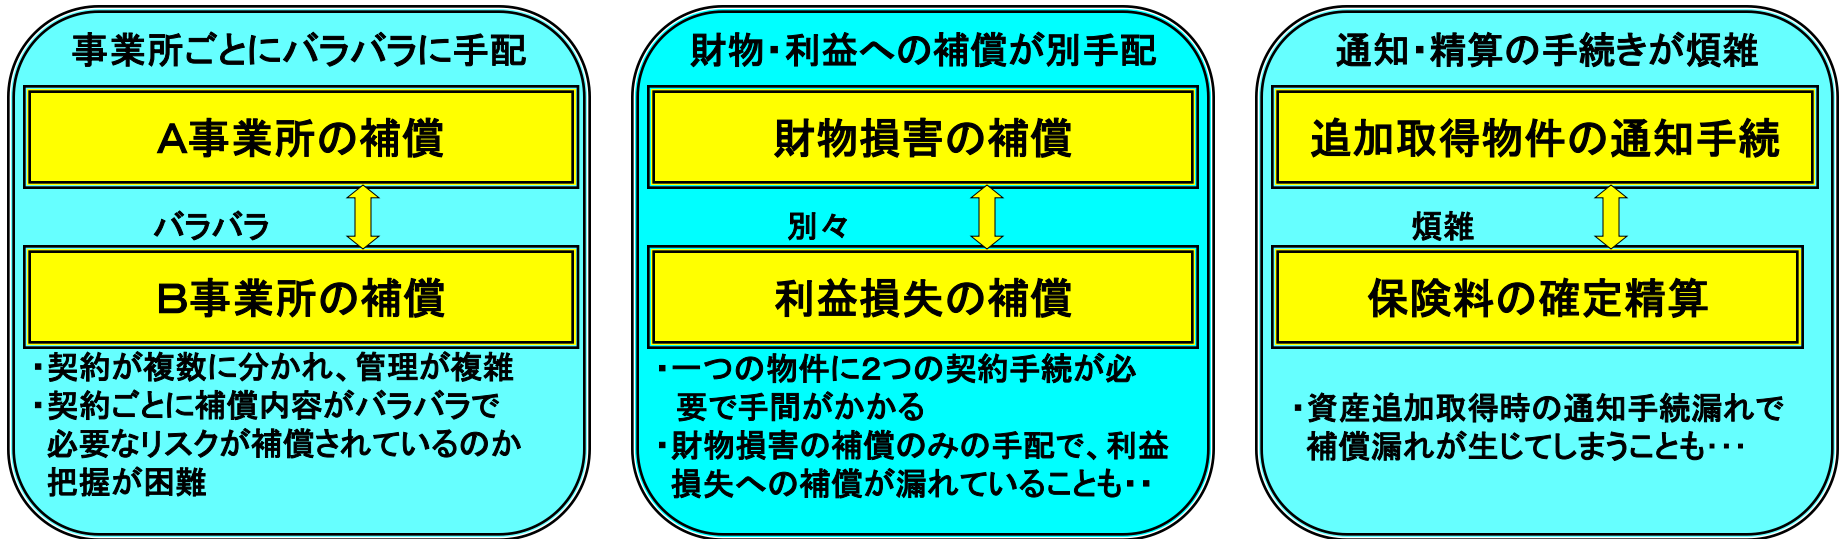 事業所ごとにバラバラに手配
A事業所の補償
バラバラ
B事業所の補償
・契約が複数に分かれ、管理が複雑
・契約ごとに補償内容がバラバラで
必要なリスクが補償されているのか
把握が困難
財物・利益への補償が別手配
財物損害の補償
別々
利益損失の補償
・一つの物件に2つの契約手続が必
要で手間がかかる
・財物損害の補償のみの手配で、利益
損失への補償が漏れていることも・・
通知・精算の手続きが煩雑
追加取得物件の通知手続
煩雑
保険料の確定精算
・資産追加取得時の通知手続漏れで
補償漏れが生じてしまうことも・・・